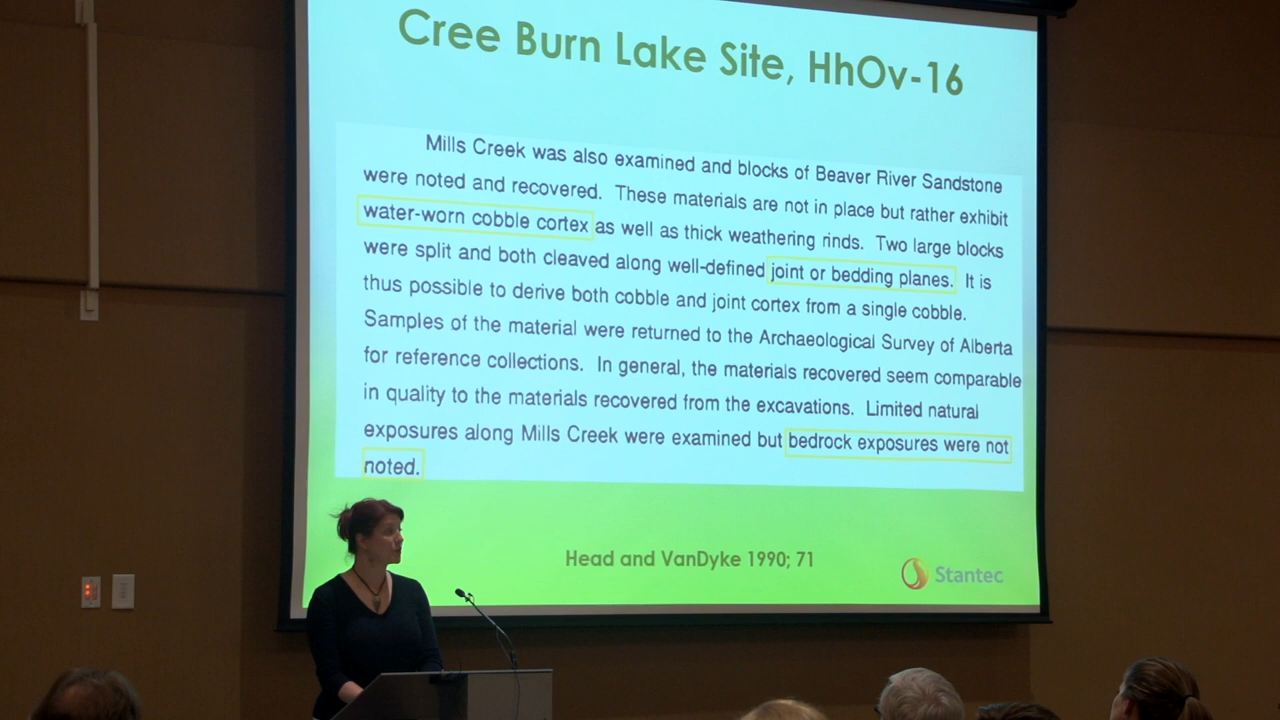 Cree Burn Lake Site, HhOv-16
Mills Creek was also examined and blocks of Beaver River Sandstone
were noted and recovered. These materials are not in place but rather exhibit
water-worn cobble cortex as well as thick weathering rinds. Two large blocks
were split and both cleaved along well-defined joint or bedding planes. It is
thus possible to derive both cobble and joint cortex from a single cobble.
Samples of the material were returned to the Archaeological Survey of Alberta
for reference collections. In general, the materials recovered seem comparable
in quality to the materials recovered from the excavations. Limited natural
exposures along Mills Creek were examined but bedrock exposures were not
noted.
Head and VanDyke 1990; 71
Stantec